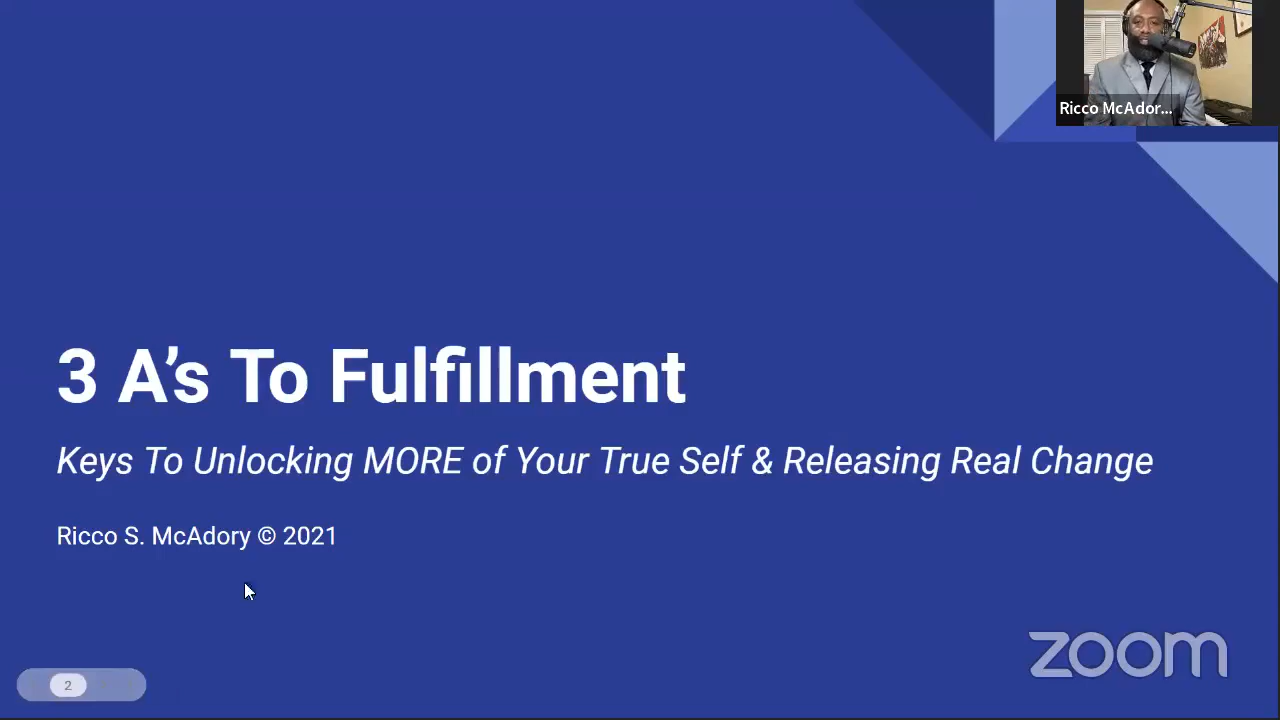 Ricco McAdor...
3 A’s To Fulfillment
Keys To Unlocking MORE of Your True Self & Releasing Real Change
Ricco S. McAdory © 2021
zoom
2